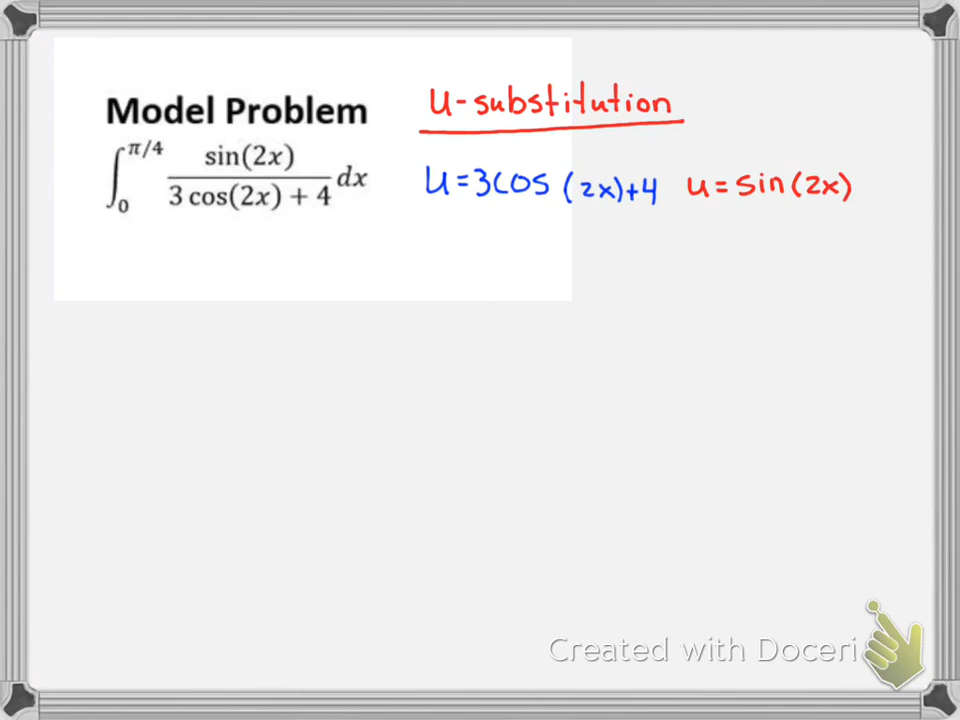 Model Problem
u-substitution
∫₀^π/4 sin(2x) / (3 cos(2x) + 4) dx
u=3cos (2x)+4
u=sin(2x)
Created with Doceri